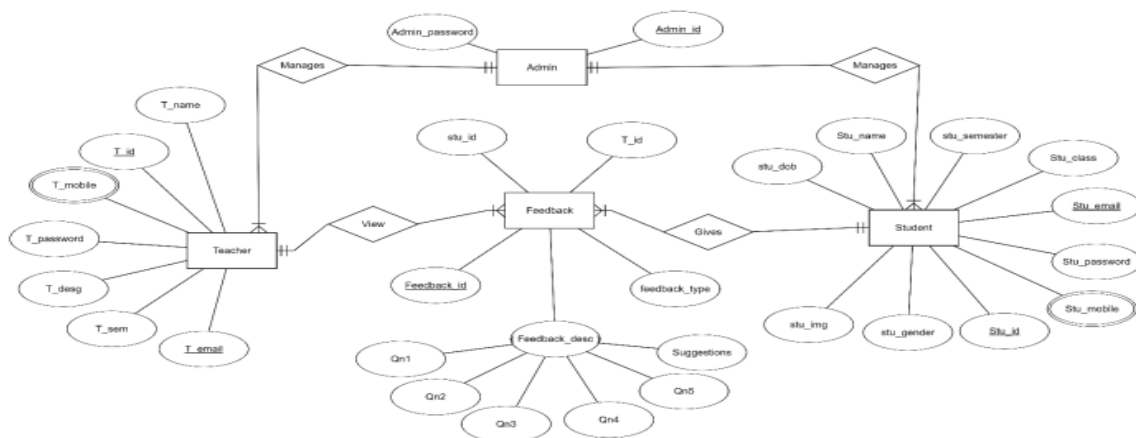 Admin_password
Admin_id
Manages
Admin
Manages
T_name
T_id
T_mobile
T_password
T_desg
T_sem
T_email
Teacher
View
stu_id
T_id
Feedback
Feedback_id
feedback_type
Feedback_desc
Qn1
Qn2
Qn3
Qn4
Qn5
Suggestions
Gives
Stu_name
stu_semester
stu_dob
Stu_class
Stu_email
Student
Stu_password
Stu_mobile
stu_img
stu_gender
Stu_id